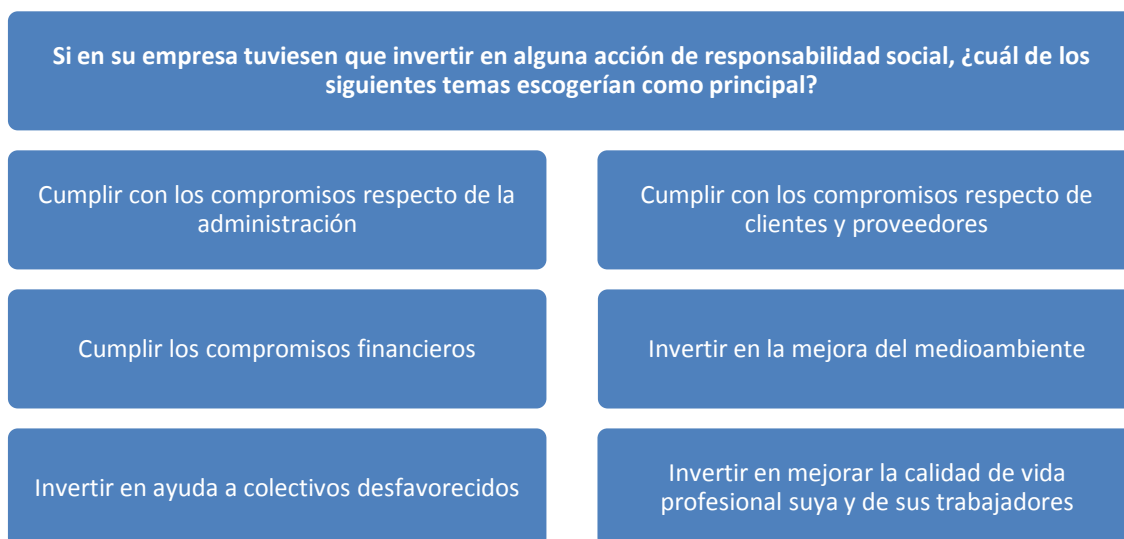 Si en su empresa tuviesen que invertir en alguna acción de responsabilidad social, ¿cuál de los
siguientes temas escogerían como principal?
Cumplir con los compromisos respecto de la
administración
Cumplir con los compromisos respecto de
clientes y proveedores
Cumplir los compromisos financieros
Invertir en la mejora del medioambiente
Invertir en ayuda a colectivos desfavorecidos
Invertir en mejorar la calidad de vida
profesional suya y de sus trabajadores